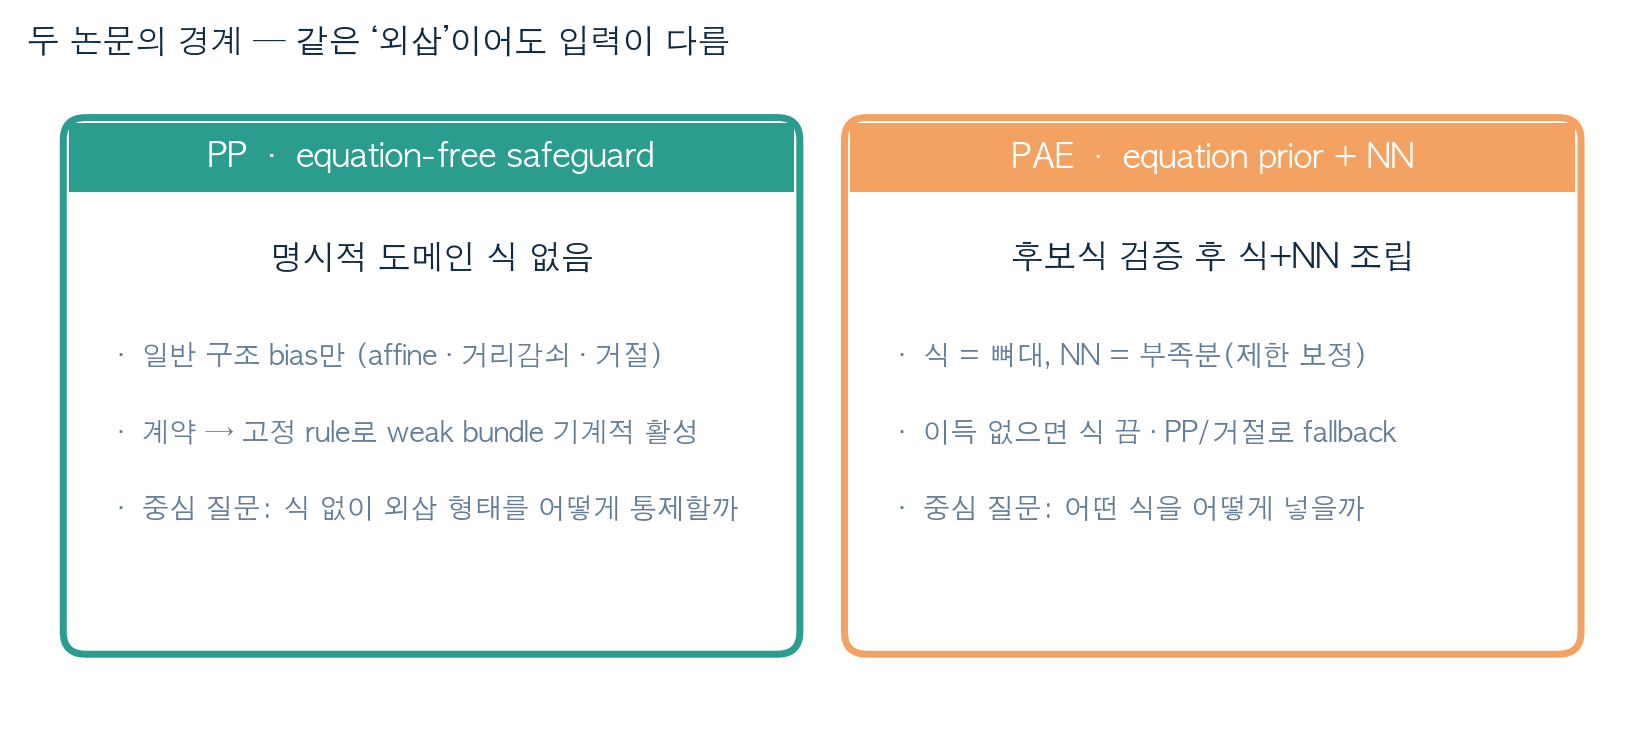 두 논문의 경계 — 같은 ‘외삽’이어도 입력이 다름
PP · equation-free safeguard
명시적 도메인 식 없음
· 일반 구조 bias만 (affine · 거리감쇠 · 거절)
· 계약 → 고정 rule로 weak bundle 기계적 활성
· 중심 질문: 식 없이 외삽 형태를 어떻게 통제할까
PAE · equation prior + NN
후보식 검증 후 식+NN 조립
· 식 = 뼈대, NN = 부족분(제한 보정)
· 이득 없으면 식 끔 · PP/거절로 fallback
· 중심 질문: 어떤 식을 어떻게 넣을까